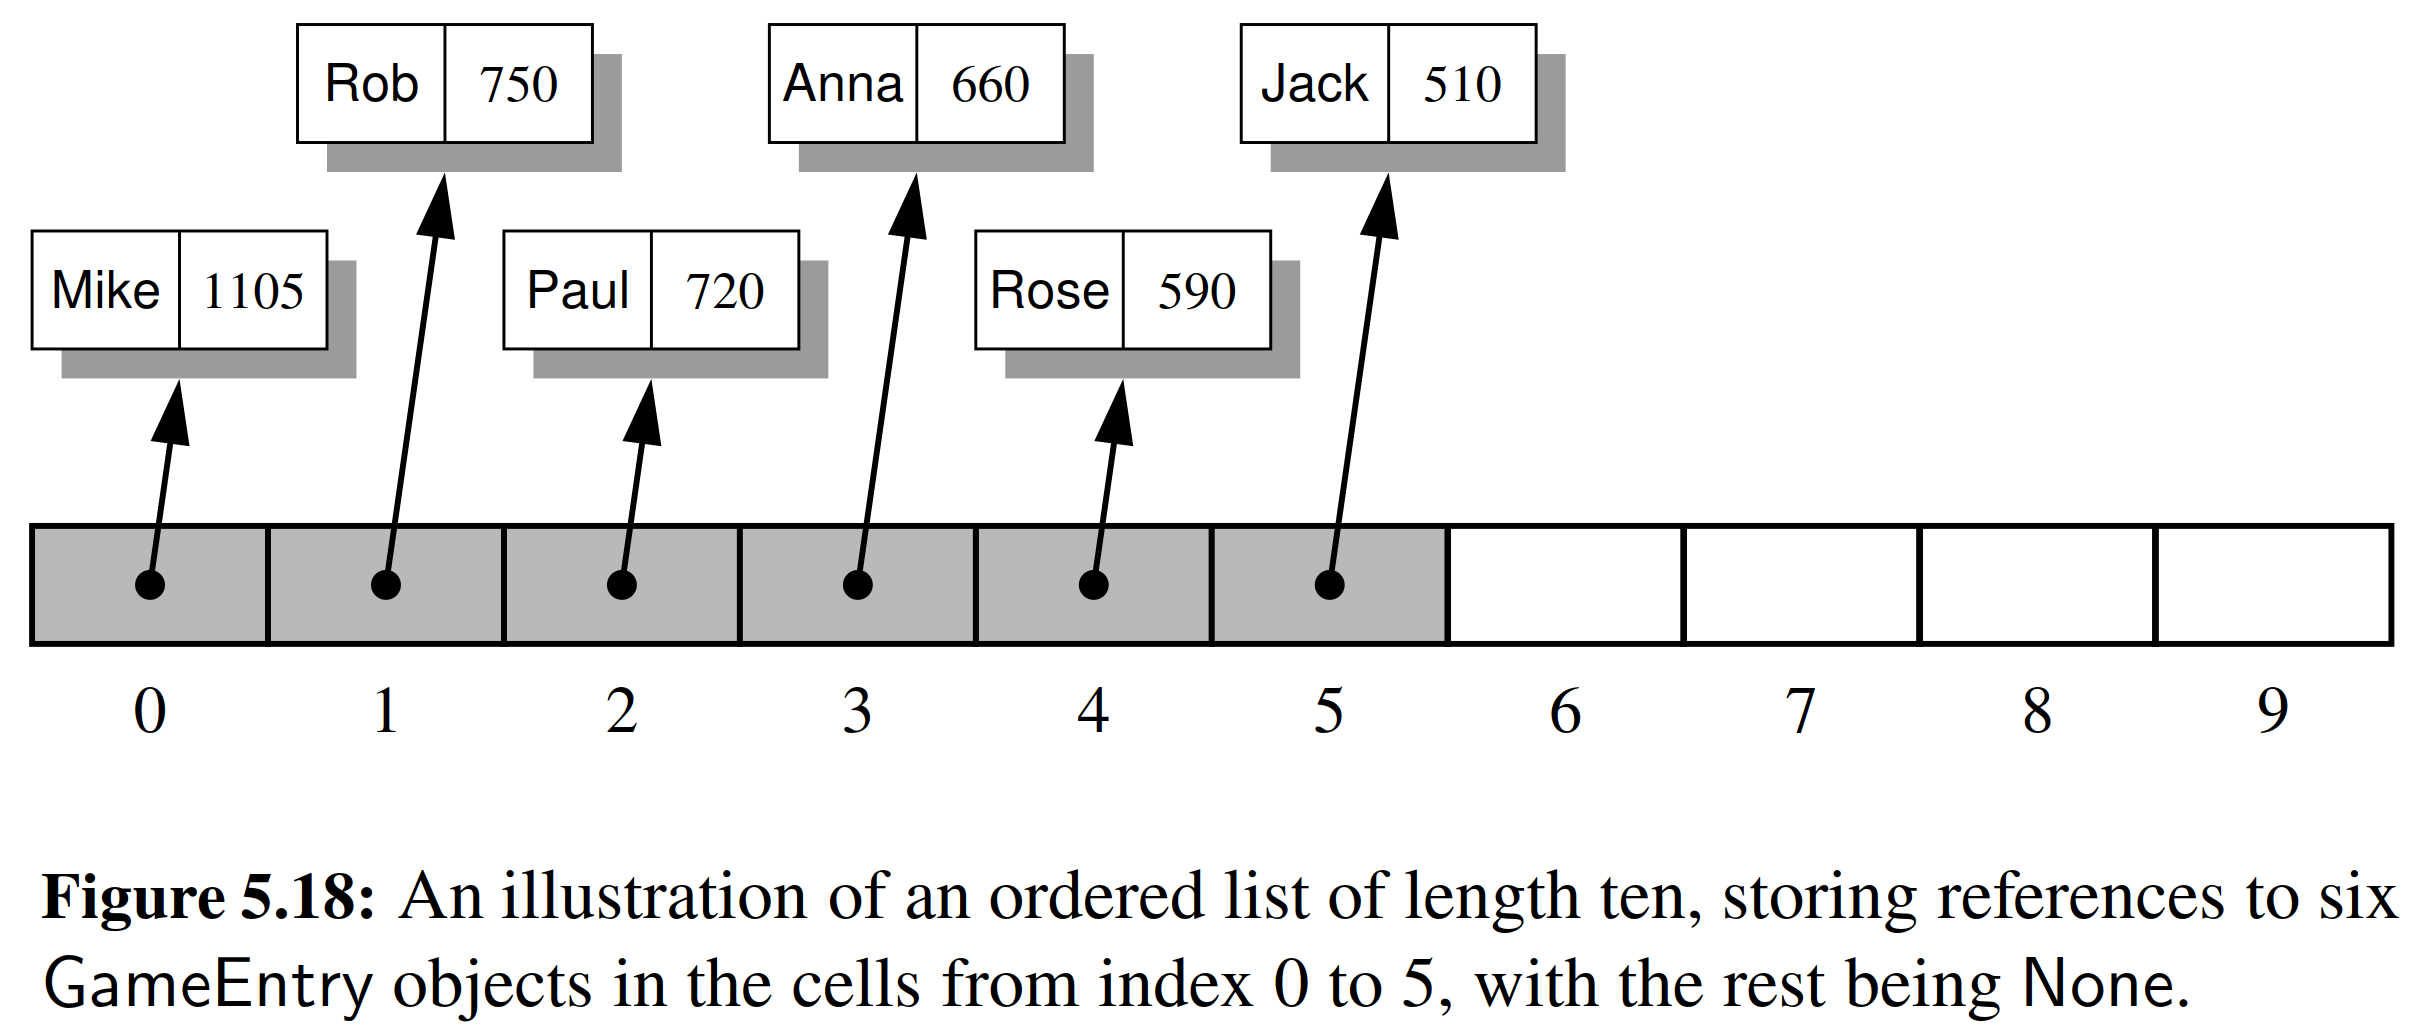 Rob 750 Anna 660 Jack 510
Mike 1105 Paul 720 Rose 590
0 1 2 3 4 5 6 7 8 9
Figure 5.18: An illustration of an ordered list of length ten, storing references to six
GameEntry objects in the cells from index 0 to 5, with the rest being None.